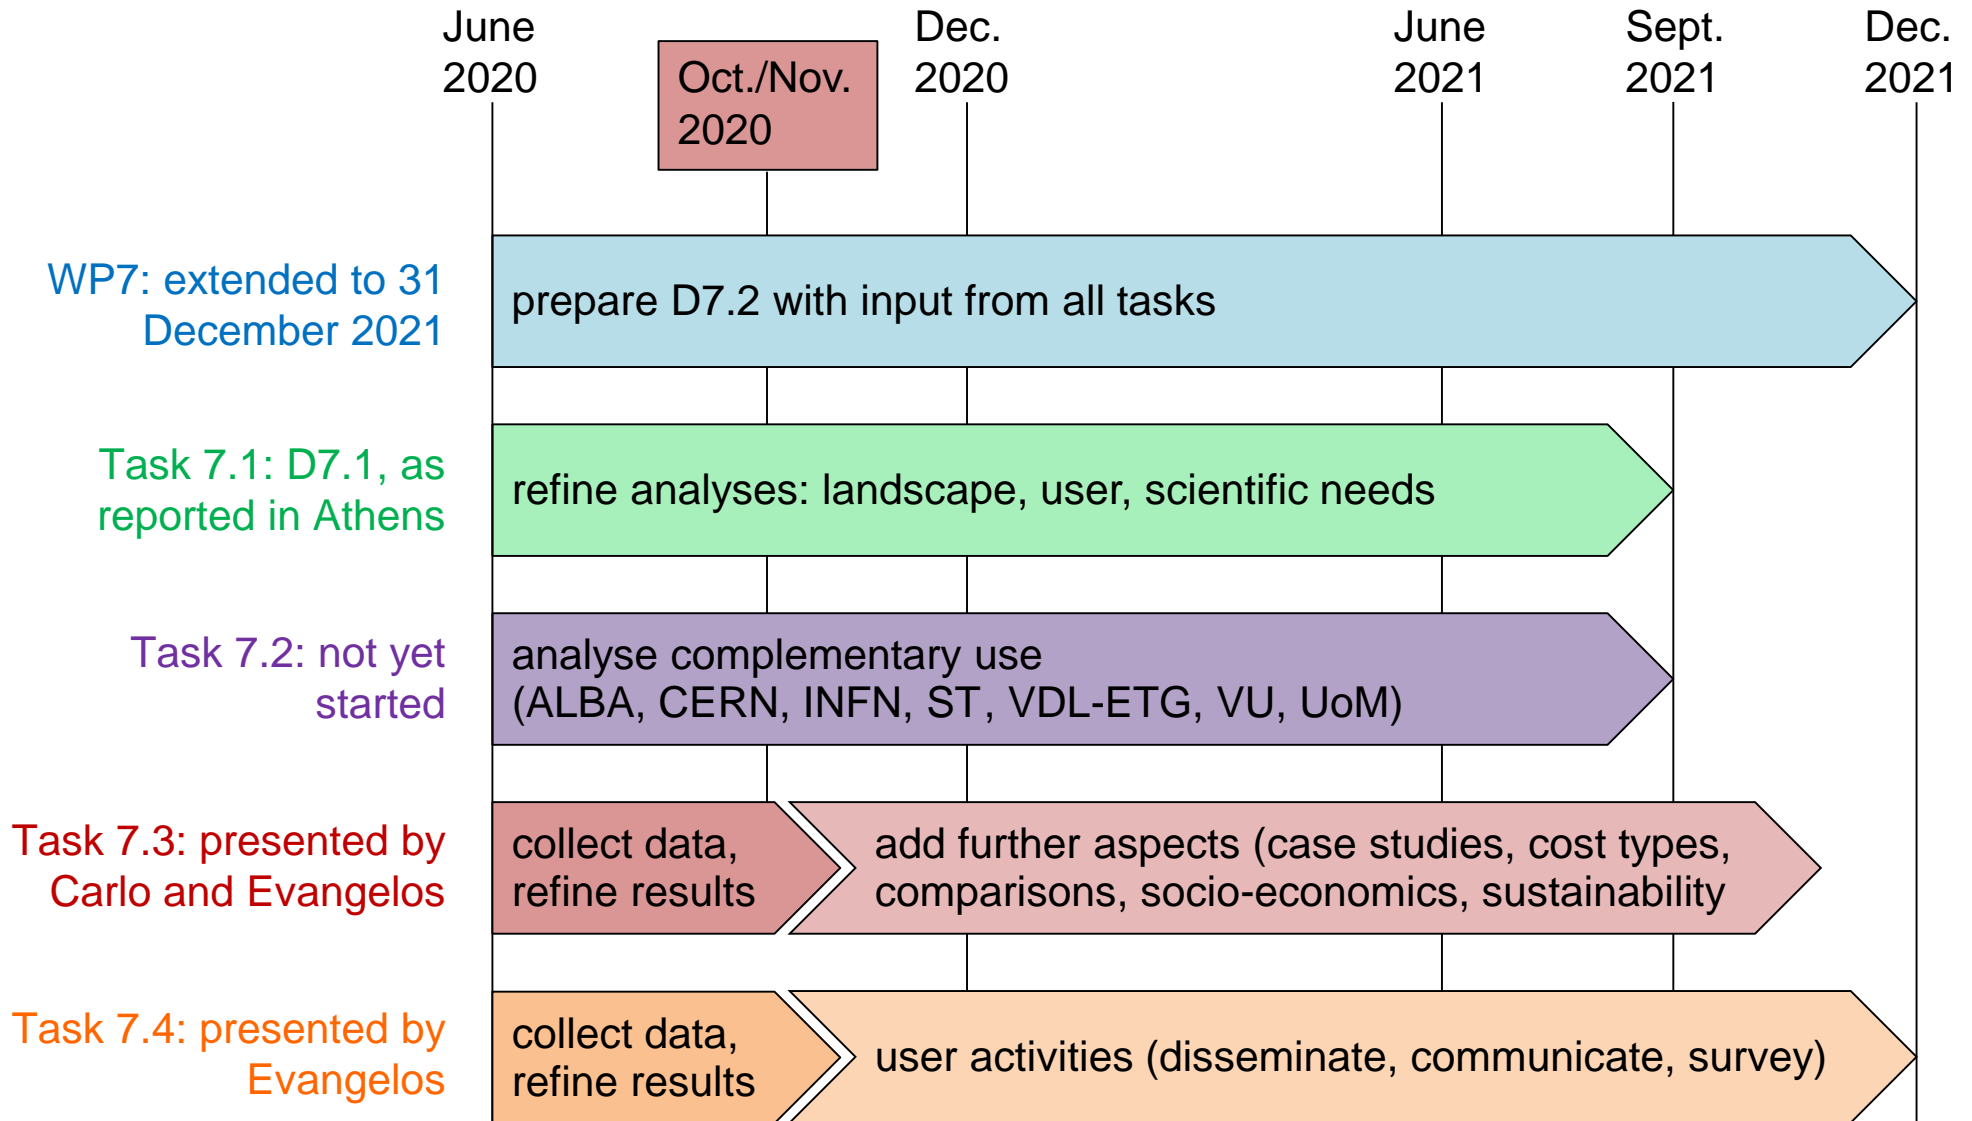 June
2020
Oct./Nov.
2020
Dec.
2020
June
2021
Sept.
2021
Dec.
2021
WP7: extended to 31
December 2021
prepare D7.2 with input from all tasks
Task 7.1: D7.1, as
reported in Athens
refine analyses: landscape, user, scientific needs
Task 7.2: not yet
started
analyse complementary use
(ALBA, CERN, INFN, ST, VDL-ETG, VU, UoM)
Task 7.3: presented by
Carlo and Evangelos
collect data,
refine results
add further aspects (case studies, cost types,
comparisons, socio-economics, sustainability
Task 7.4: presented by
Evangelos
collect data,
refine results
user activities (disseminate, communicate, survey)